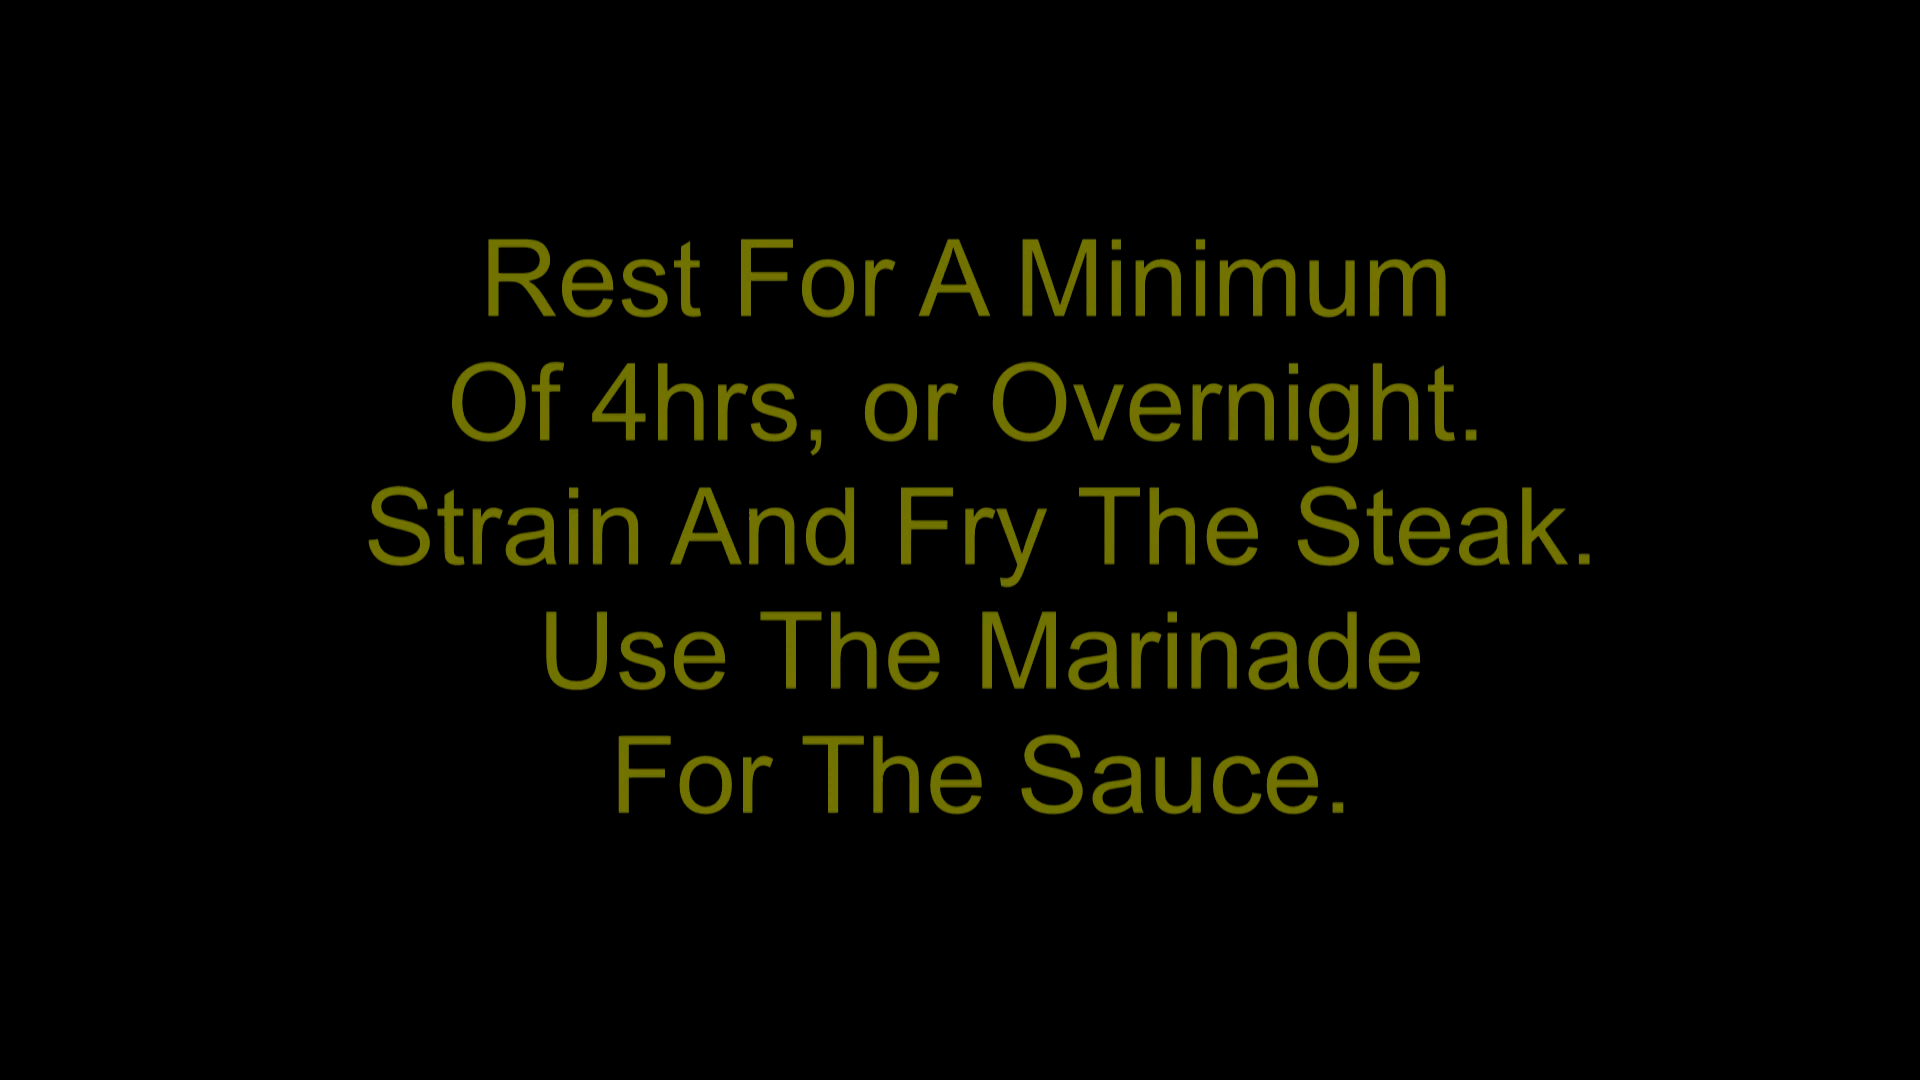 Rest For A Minimum
Of 4hrs, or Overnight.
Strain And Fry The Steak.
Use The Marinade
For The Sauce.